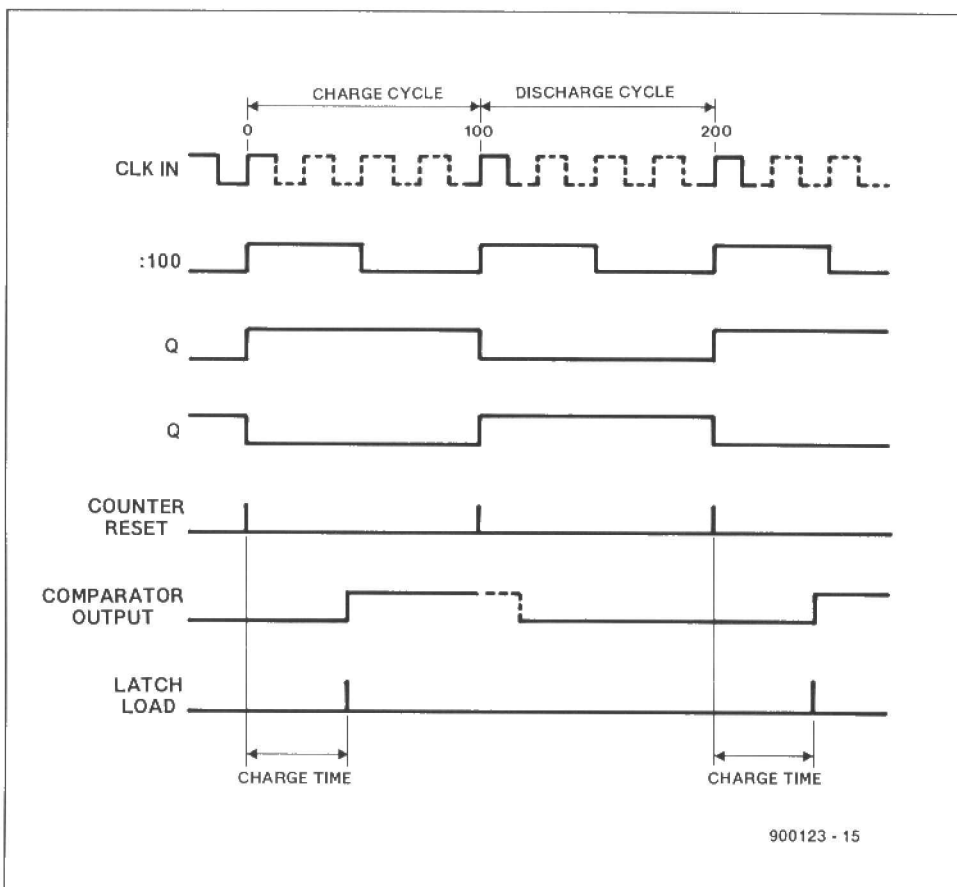 CHARGE CYCLE DISCHARGE CYCLE
0 100 200
CLK IN
:100
Q
Q
COUNTER
RESET
COMPARATOR
OUTPUT
LATCH
LOAD
CHARGE TIME CHARGE TIME
900123 - 15